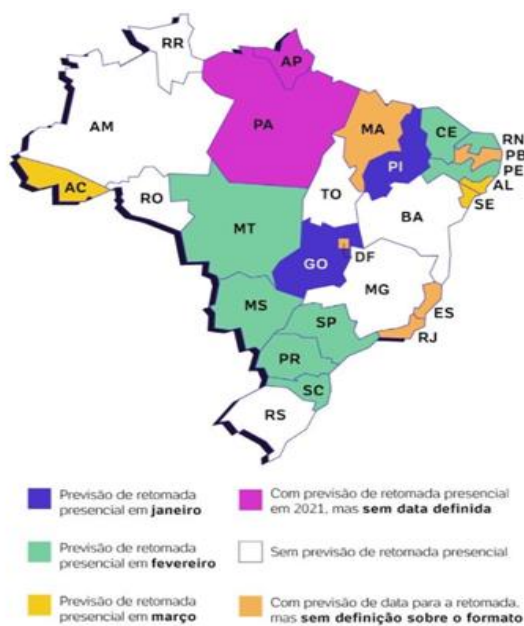 RR
AP
AM
PA
MA
CE
RN
PB
PE
AL
SE
PI
AC
RO
TO
BA
MT
GO
DF
MG
MS
ES
SP
RJ
PR
SC
RS
Previsão de retomada
presencial em janeiro
Com previsão de retomada presencial
em 2021, mas sem data definida
Previsão de retomada
presencial em fevereiro
Sem previsão de retomada presencial
Previsão de retomada
presencial em março
Com previsão de data para a retomada,
mas sem definição sobre o formato